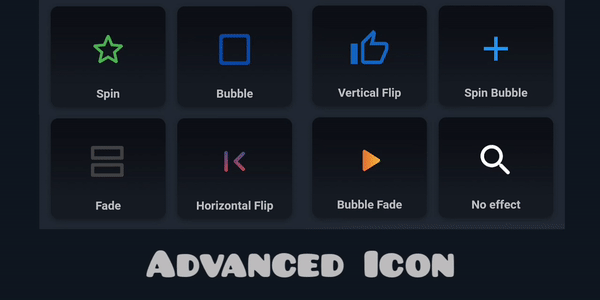 Spin
Bubble
Vertical Flip
Spin Bubble
Fade
Horizontal Flip
Bubble Fade
No effect
Advanced Icon